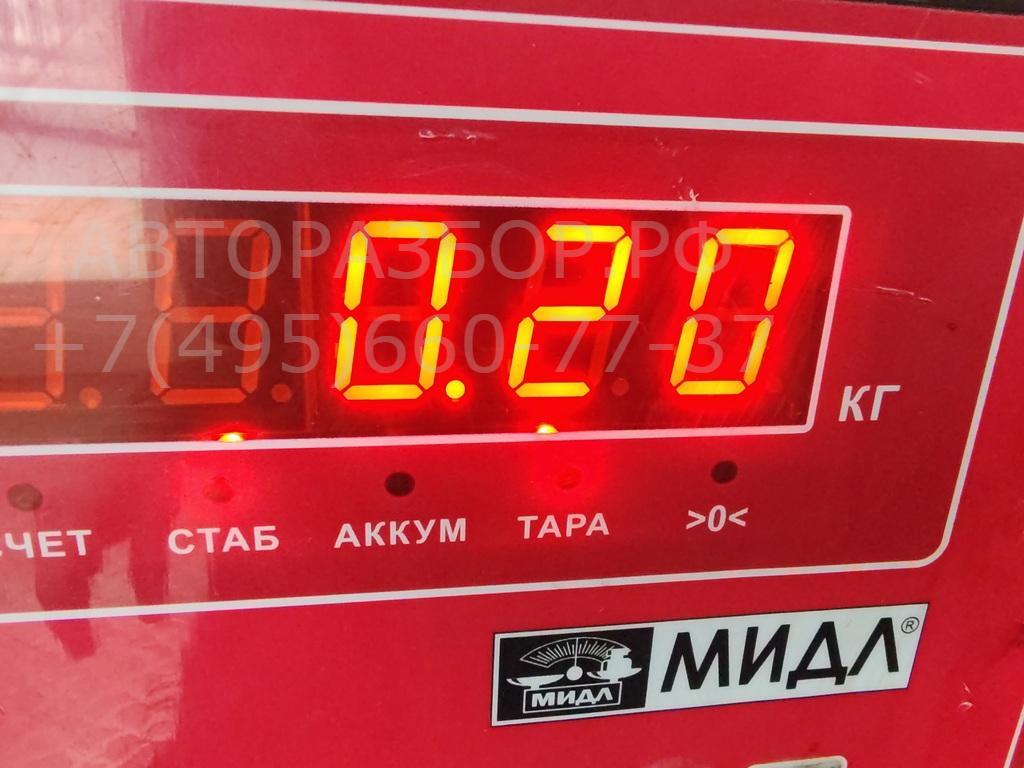 АВТОРАЗБОР.РФ
+7(495)660-77-37
0.20
КГ
ЧЕТ СТАБ АККУМ ТАРА >0<
МИДЛ МИДЛ®